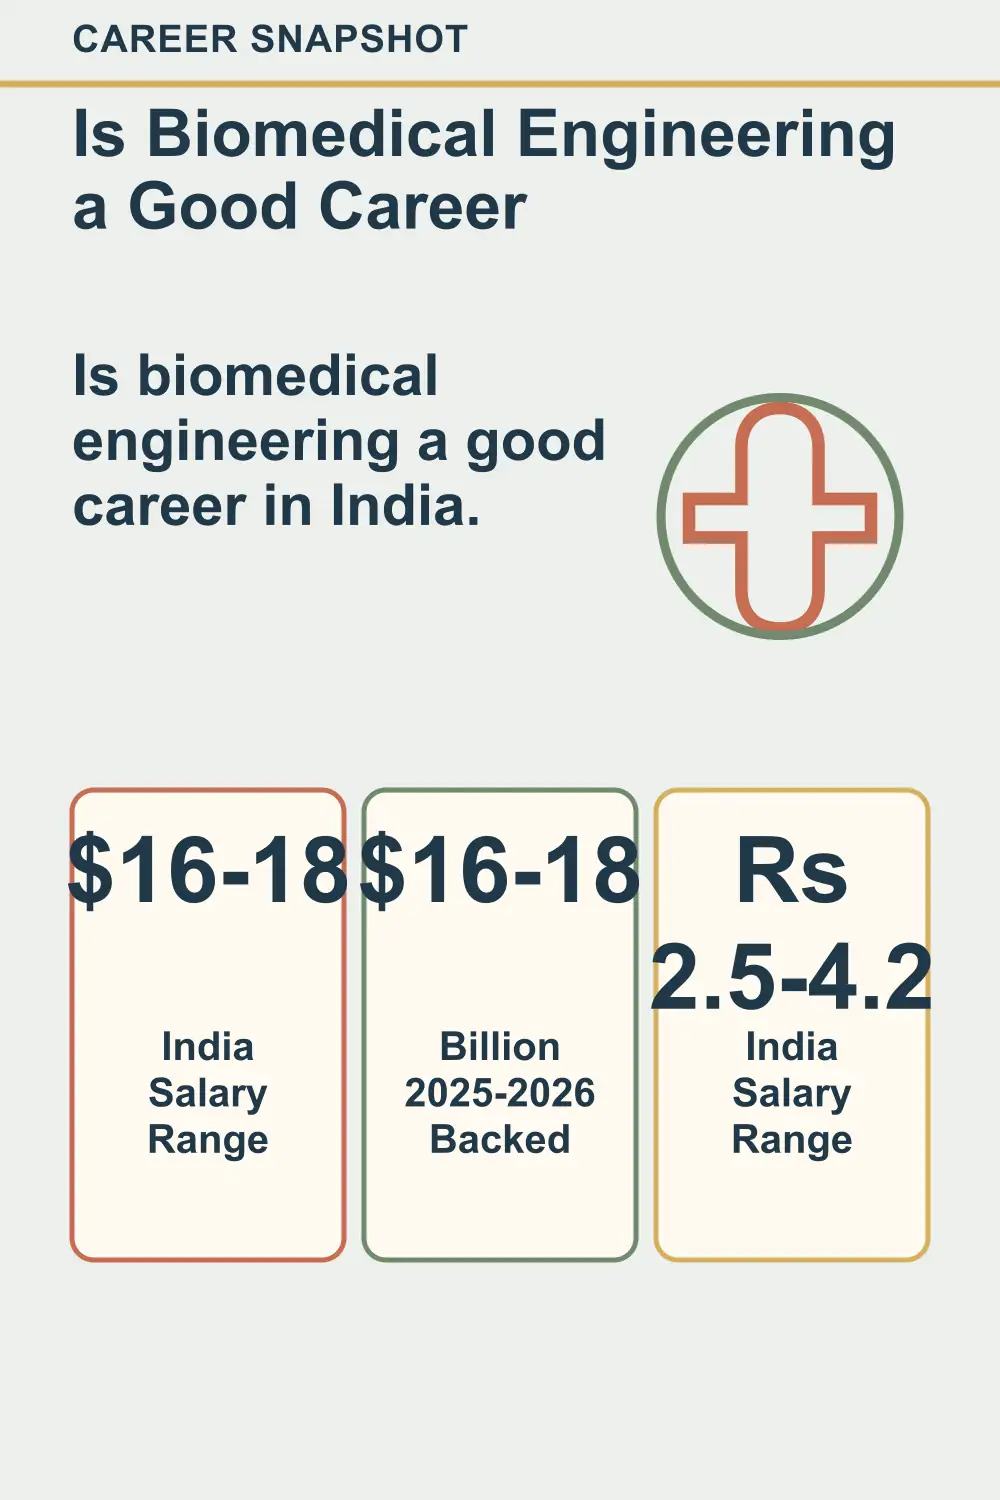 CAREER SNAPSHOT
Is Biomedical Engineering
a Good Career
Is biomedical
engineering a good
career in India.
$16-18
India
Salary
Range
$16-18
Billion
2025-2026
Backed
Rs
2.5-4.2
India
Salary
Range